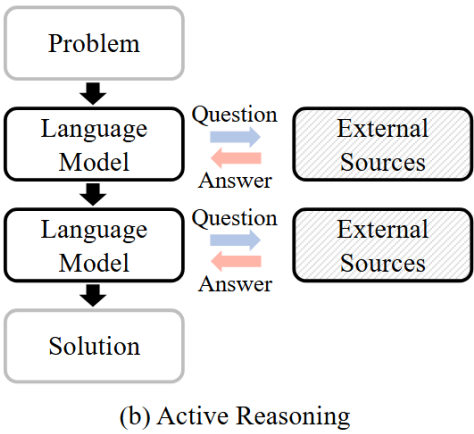 Problem
Language
Model
Question
Answer
External
Sources
Language
Model
Question
Answer
External
Sources
Solution
(b) Active Reasoning